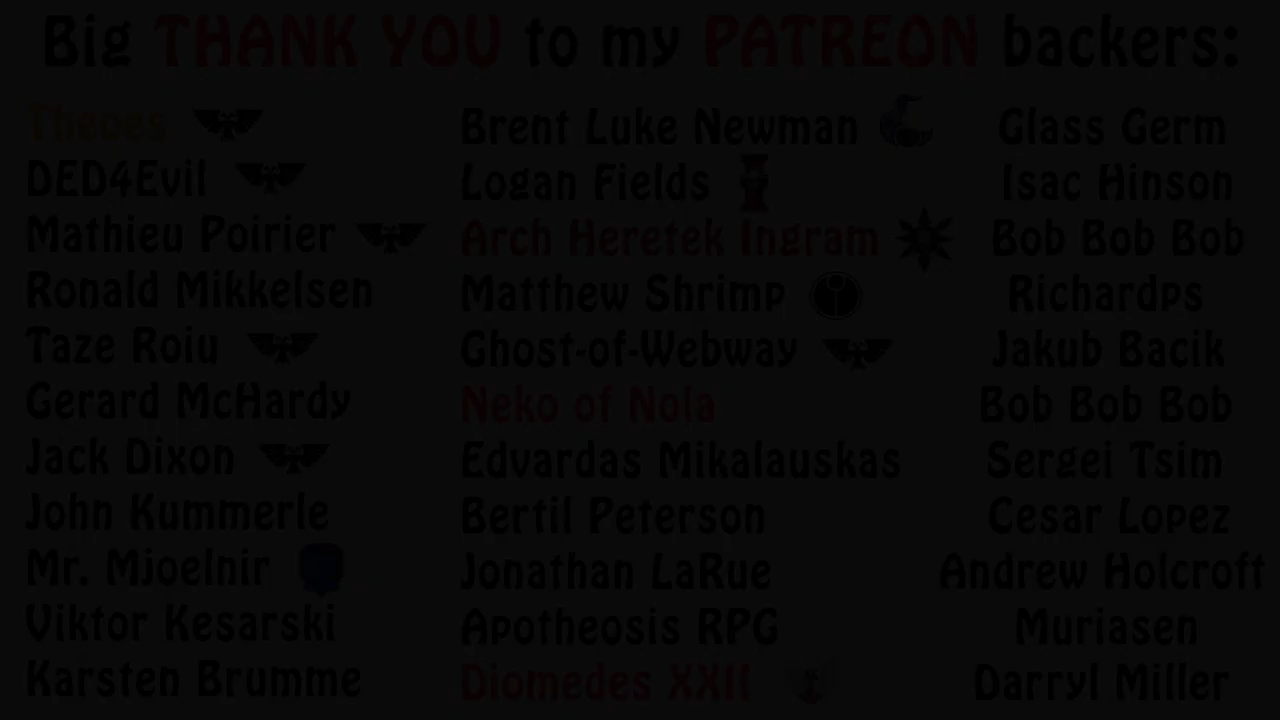 Big THANK YOU to my PATREON backers:
Theoes
DED4Evil
Mathieu Poirier
Ronald Mikkelsen
Taze Roiu
Gerard McHardy
Jack Dixon
John Kummerle
Mr. Mjoelnir
Viktor Kesarski
Karsten Brumme
Brent Luke Newman
Logan Fields
Arch Heretek Ingram
Matthew Shrimp
Ghost-of-Webway
Neko of Nola
Edvardas Mikalauskas
Bertil Peterson
Jonathan LaRue
Apotheosis RPG
Diomedes XXII
Glass Germ
Isac Hinson
Bob Bob Bob
Richardps
Jakub Bacik
Bob Bob Bob
Sergei Tsim
Cesar Lopez
Andrew Holcroft
Muriasen
Darryl Miller